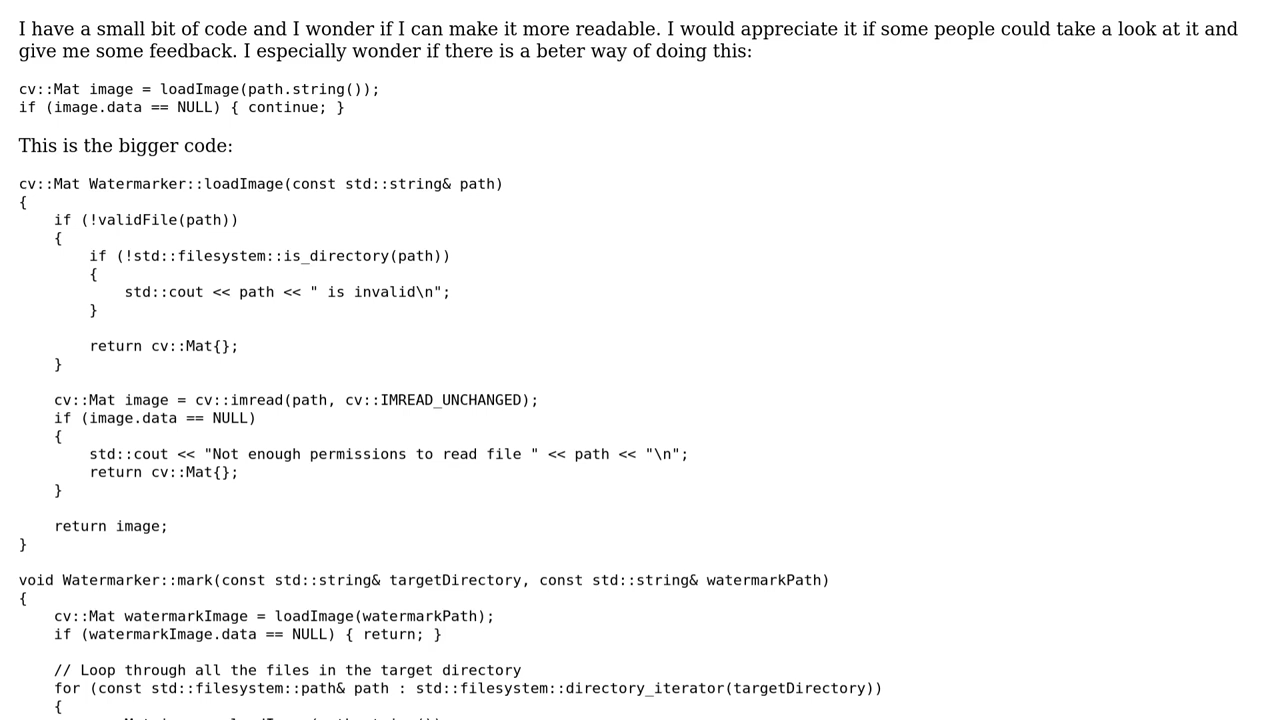 I have a small bit of code and I wonder if I can make it more readable. I would appreciate it if some people could take a look at it and
give me some feedback. I especially wonder if there is a beter way of doing this:
cv::Mat image = loadImage(path.string());
if (image.data == NULL) { continue; }
This is the bigger code:
cv::Mat Watermarker::loadImage(const std::string& path)
{
    if (!validFile(path))
    {
        if (!std::filesystem::is_directory(path))
        {
            std::cout << path << " is invalid\n";
        }
        return cv::Mat{};
    }
    cv::Mat image = cv::imread(path, cv::IMREAD_UNCHANGED);
    if (image.data == NULL)
    {
        std::cout << "Not enough permissions to read file " << path << "\n";
        return cv::Mat{};
    }
    return image;
}
void Watermarker::mark(const std::string& targetDirectory, const std::string& watermarkPath)
{
    cv::Mat watermarkImage = loadImage(watermarkPath);
    if (watermarkImage.data == NULL) { return; }
    // Loop through all the files in the target directory
    for (const std::filesystem::path& path : std::filesystem::directory_iterator(targetDirectory))
    {